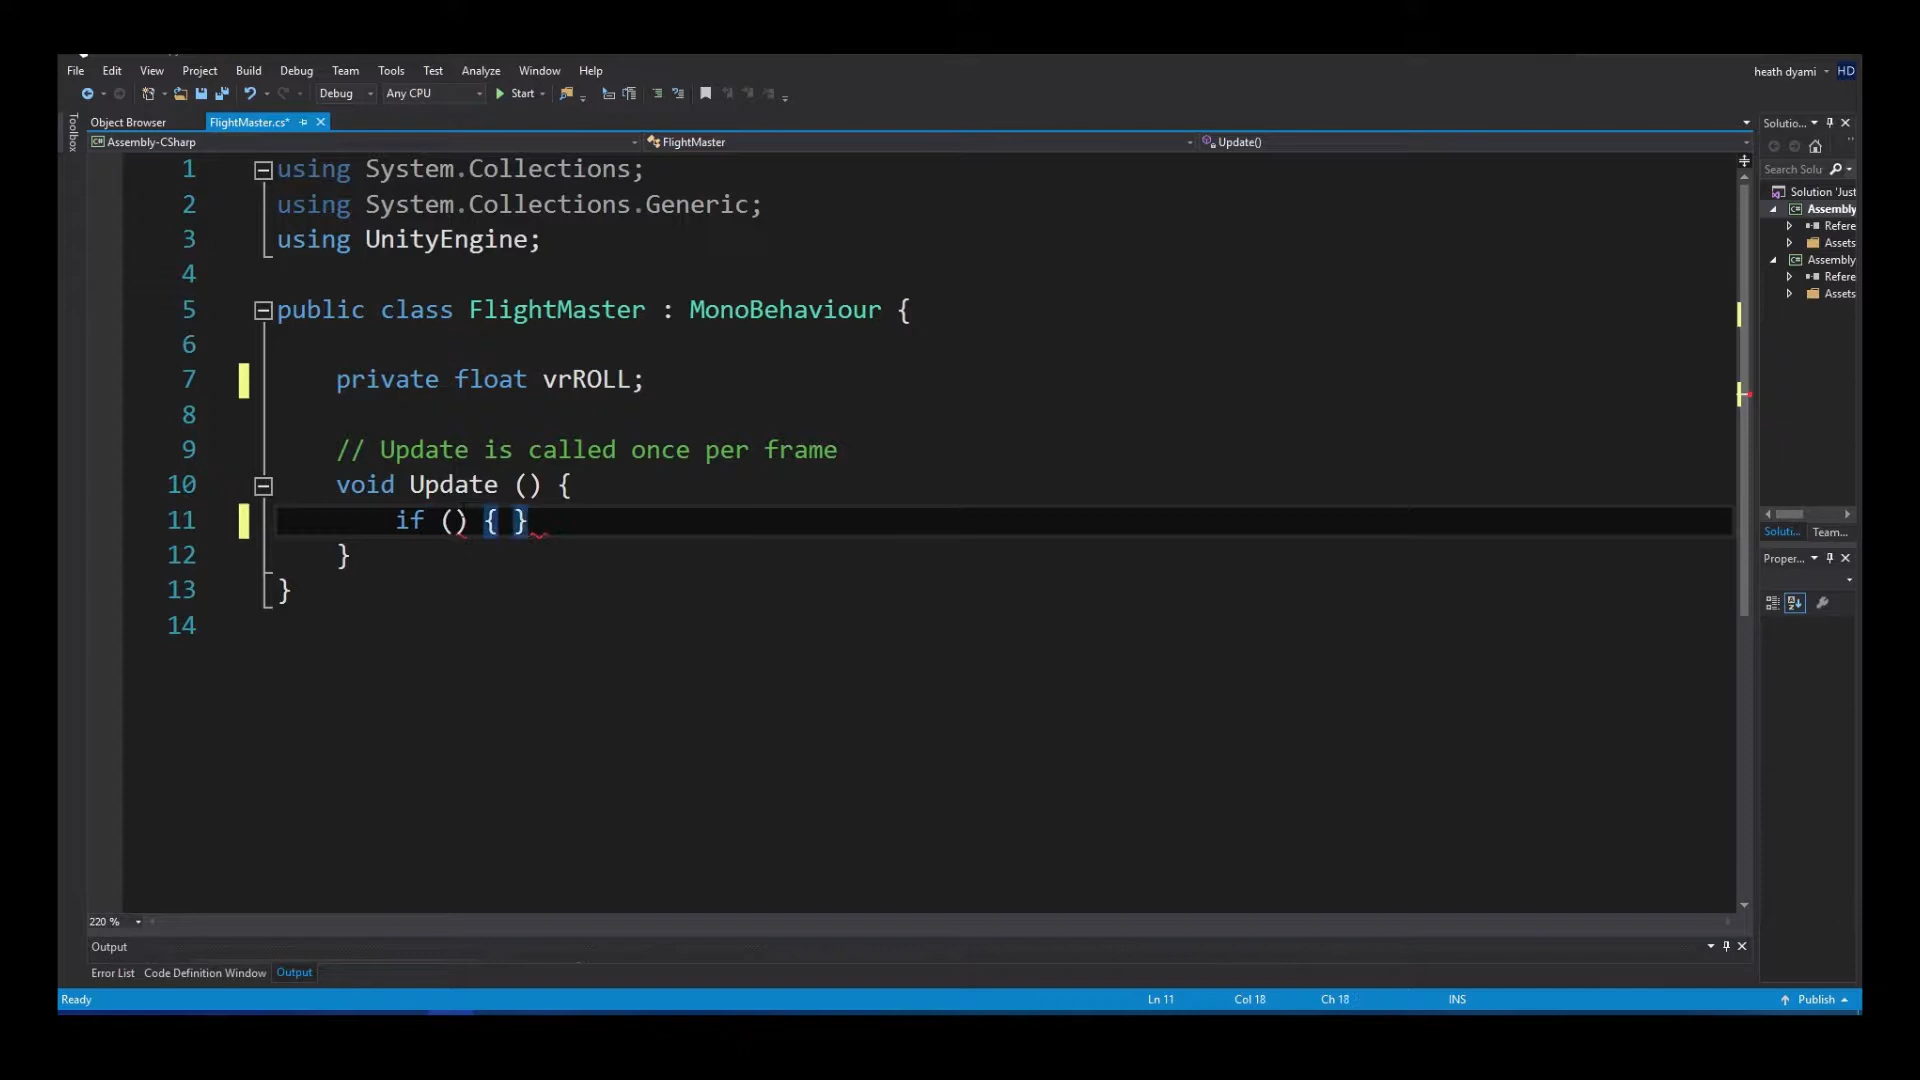 File Edit View Project Build Debug Team Tools Test Analyze Window Help
heath dyami HD
Debug Any CPU Start
Toolbox
Object Browser FlightMaster.cs*
Solutio...
Assembly-CSharp FlightMaster Update()
Search Solu
Solution 'Just
Assembly
Refere
Assets
Assembly
Refere
Assets
1 using System.Collections;
2 using System.Collections.Generic;
3 using UnityEngine;
4
5 public class FlightMaster : MonoBehaviour {
6
7 private float vrROLL;
8
9 // Update is called once per frame
10 void Update () {
11 if () { }
12 }
13 }
14
Soluti... Team...
Proper...
220 %
Output
Error List Code Definition Window Output
Ready Ln 11 Col 18 Ch 18 INS Publish